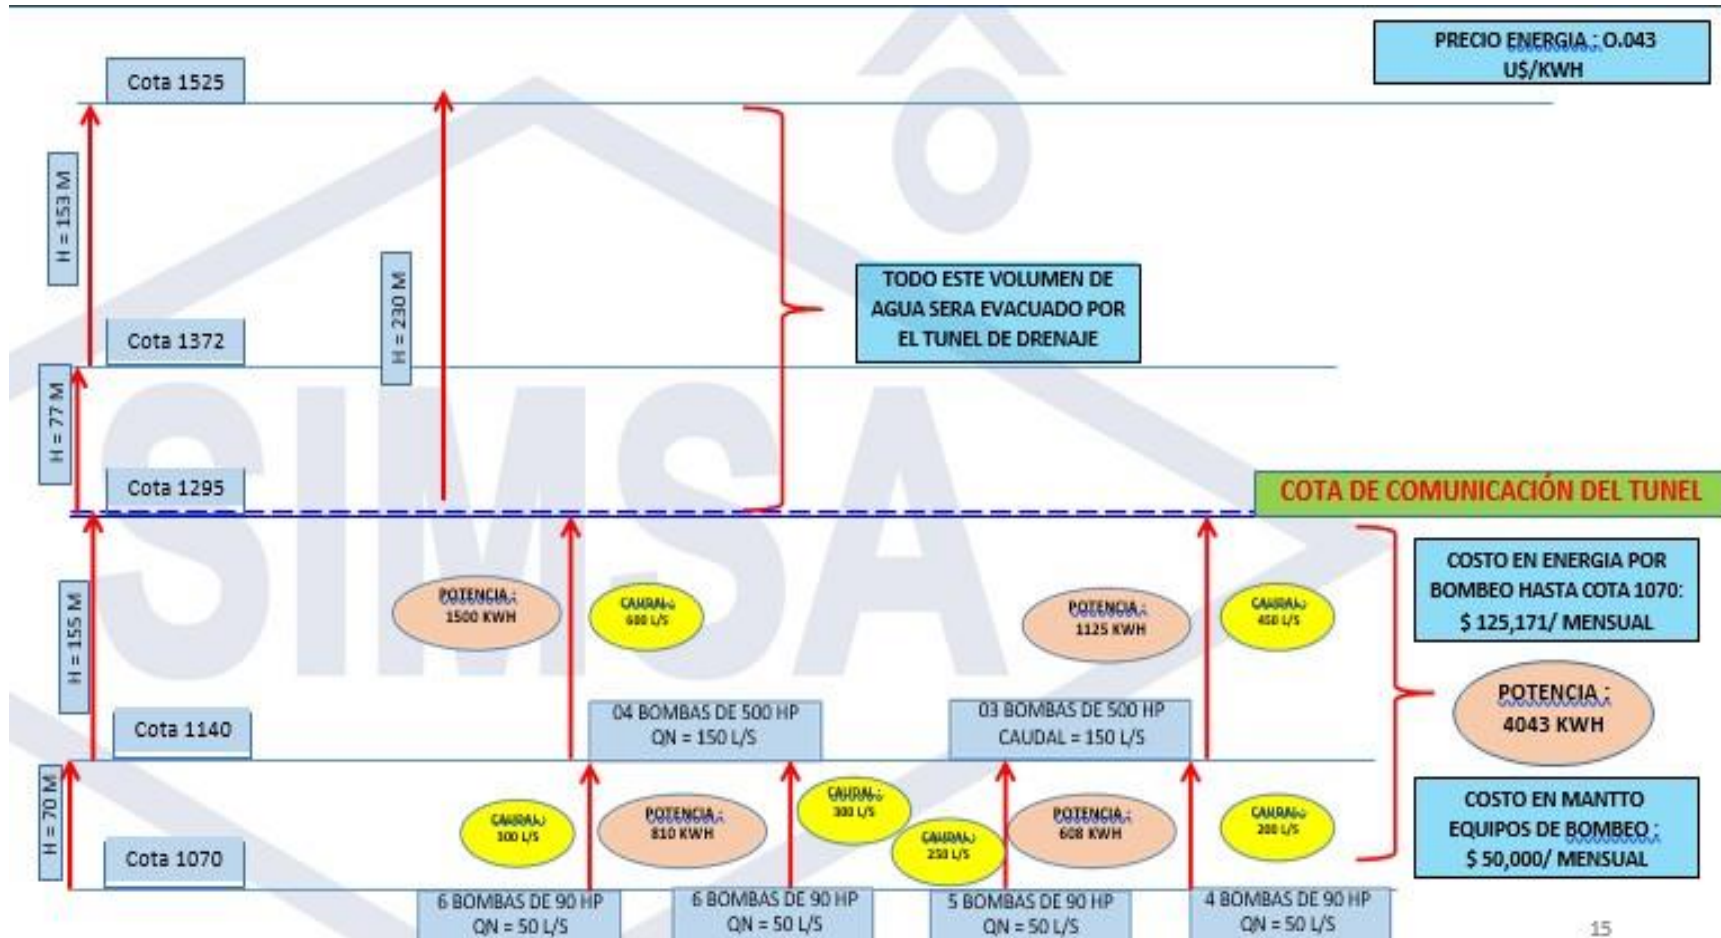 PRECIO ENERGIA : O.043
U$/KWH
Cota 1525
H = 153 M
H = 230 M
TODO ESTE VOLUMEN DE
AGUA SERA EVACUADO POR
EL TUNEL DE DRENAJE
Cota 1372
H = 77 M
SIMSA
Cota 1295
COTA DE COMUNICACIÓN DEL TUNEL
H = 155 M
POTENCIA :
1500 KWH
CAUDAL :
600 L/S
POTENCIA :
1125 KWH
CAUDAL :
450 L/S
COSTO EN ENERGIA POR
BOMBEO HASTA COTA 1070:
$ 125,171/ MENSUAL
POTENCIA :
4043 KWH
Cota 1140
04 BOMBAS DE 500 HP
QN = 150 L/S
03 BOMBAS DE 500 HP
CAUDAL = 150 L/S
H = 70 M
CAUDAL :
300 L/S
POTENCIA :
810 KWH
CAUDAL :
300 L/S
CAUDAL :
250 L/S
POTENCIA :
608 KWH
CAUDAL :
200 L/S
COSTO EN MANTTO
EQUIPOS DE BOMBEO :
$ 50,000/ MENSUAL
Cota 1070
6 BOMBAS DE 90 HP
QN = 50 L/S
6 BOMBAS DE 90 HP
QN = 50 L/S
5 BOMBAS DE 90 HP
QN = 50 L/S
4 BOMBAS DE 90 HP
QN = 50 L/S
15